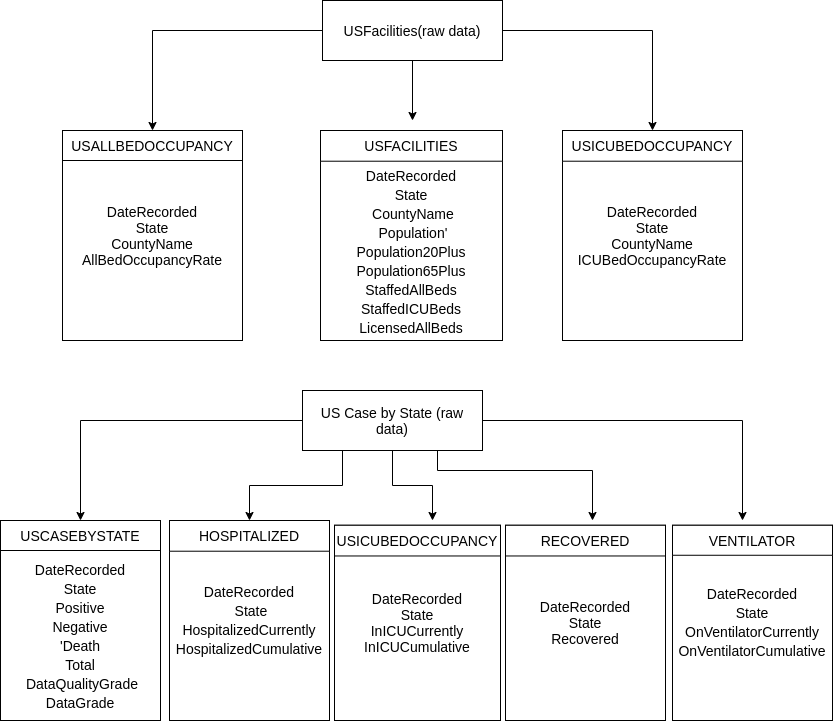 USFacilities(raw data)
USALLBEDOCCUPANCY
DateRecorded
State
CountyName
AllBedOccupancyRate
USFACILITIES
DateRecorded
State
CountyName
Population'
Population20Plus
Population65Plus
StaffedAllBeds
StaffedICUBeds
LicensedAllBeds
USICUBEDOCCUPANCY
DateRecorded
State
CountyName
ICUBedOccupancyRate
US Case by State (raw
data)
USCASEBYSTATE
DateRecorded
State
Positive
Negative
'Death
Total
DataQualityGrade
DataGrade
HOSPITALIZED
DateRecorded
State
HospitalizedCurrently
HospitalizedCumulative
USICUBEDOCCUPANCY
DateRecorded
State
InICUCurrently
InICUCumulative
RECOVERED
DateRecorded
State
Recovered
VENTILATOR
DateRecorded
State
OnVentilatorCurrently
OnVentilatorCumulative